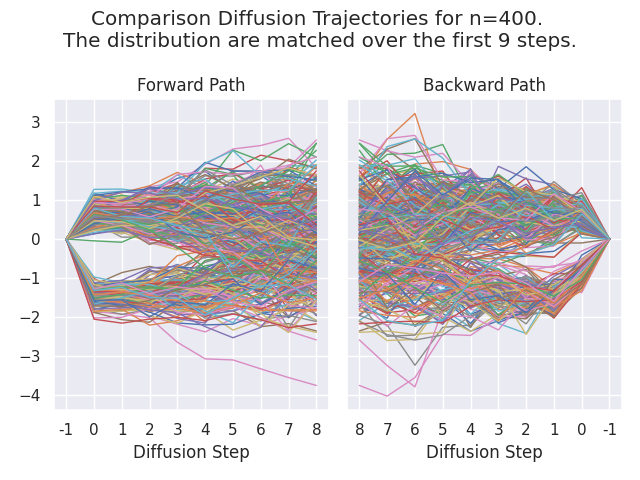 Comparison Diffusion Trajectories for n=400.
The distribution are matched over the first 9 steps.
Forward Path
Backward Path
3
2
1
0
−1
−2
−3
−4
-1 0 1 2 3 4 5 6 7 8
8 7 6 5 4 3 2 1 0 -1
Diffusion Step
Diffusion Step